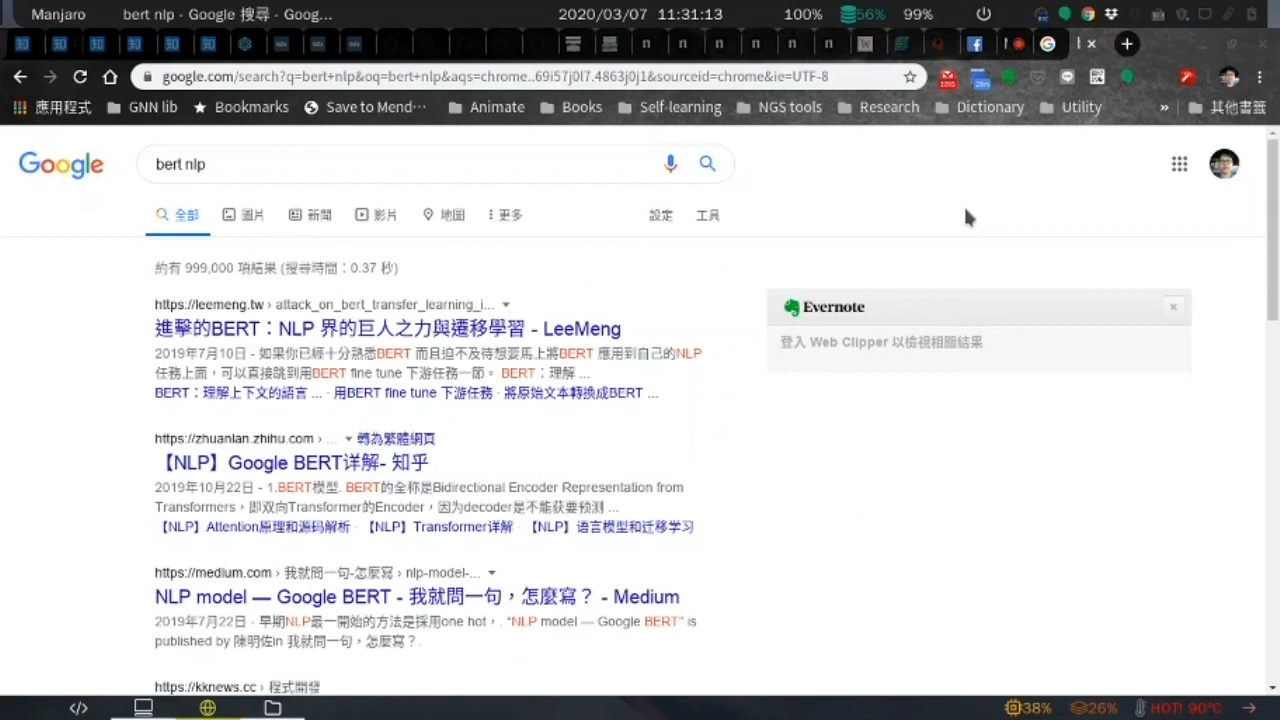 Manjaro bert nlp - Google 搜尋 - Goog... 2020/03/07 11:31:13 100% 56% 99%
google.com/search?q=bert+nlp&oq=bert+nlp&aqs=chrome..69i57j0l7.4863j0j1&sourceid=chrome&ie=UTF-8
應用程式 GNN lib Bookmarks Save to Mend... Animate Books Self-learning NGS tools Research Dictionary Utility » 其他書籤
Google bert nlp
全部 圖片 新聞 影片 地圖 更多 設定 工具
約有 999,000 項結果 (搜尋時間：0.37 秒)
https://leemeng.tw › attack_on_bert_transfer_learning_i...
進擊的BERT：NLP 界的巨人之力與遷移學習 - LeeMeng
2019年7月10日 - 如果你已經十分熟悉BERT 而且迫不及待想要馬上將BERT 應用到自己的NLP
任務上面，可以直接跳到用BERT fine tune 下游任務一節。 BERT：理解 ...
BERT：理解上下文的語言 ... · 用BERT fine tune 下游任務 · 將原始文本轉換成BERT ...
Evernote
登入 Web Clipper 以檢視相關結果
https://zhuanlan.zhihu.com › ... 轉為繁體網頁
【NLP】Google BERT详解- 知乎
2019年10月22日 - 1.BERT模型. BERT的全称是Bidirectional Encoder Representation from
Transformers，即双向Transformer的Encoder，因为decoder是不能获要预测 ...
【NLP】Attention原理和源码解析 · 【NLP】Transformer详解 · 【NLP】语言模型和迁移学习
https://medium.com › 我就問一句-怎麼寫 › nlp-model-...
NLP model — Google BERT - 我就問一句，怎麼寫？ - Medium
2019年7月22日 - 早期NLP最一開始的方法是採用one hot，. “NLP model — Google BERT” is
published by 陳明佐in 我就問一句，怎麼寫？.
https://kknews.cc › 程式開發
38% 26% HOT! 90°C